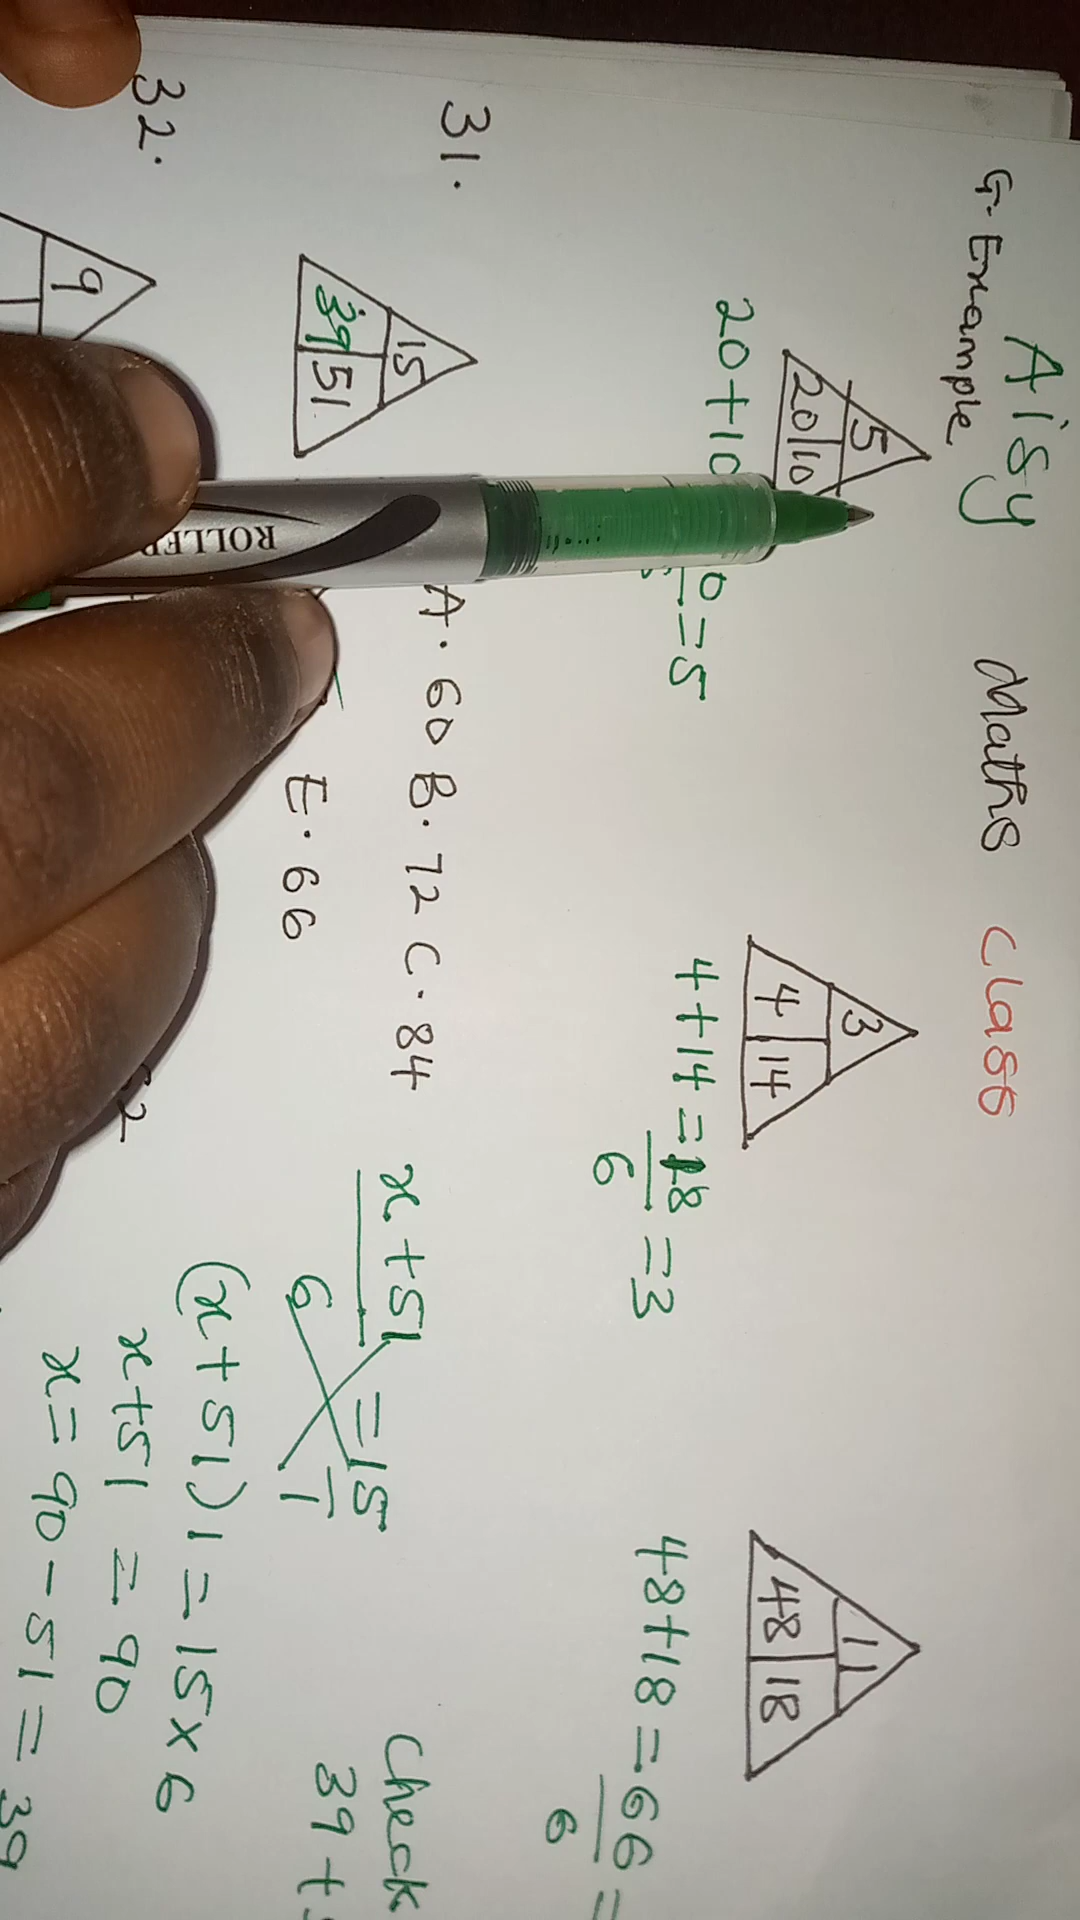 Aisy Maths Class
G. Example
5
20 10
3
4 14
11
48 18
20+10
0 = 5
4+14 = 18 = 3
6
48+18 = 66 =
6
31.
15
39 51
A. 60 B. 72 C. 84
E. 66
x+51 = 15
6 1
(x+51)1 = 15×6
x+51 = 90
x = 90 - 51 = 39
Check
39+
32.
9
ROLLER